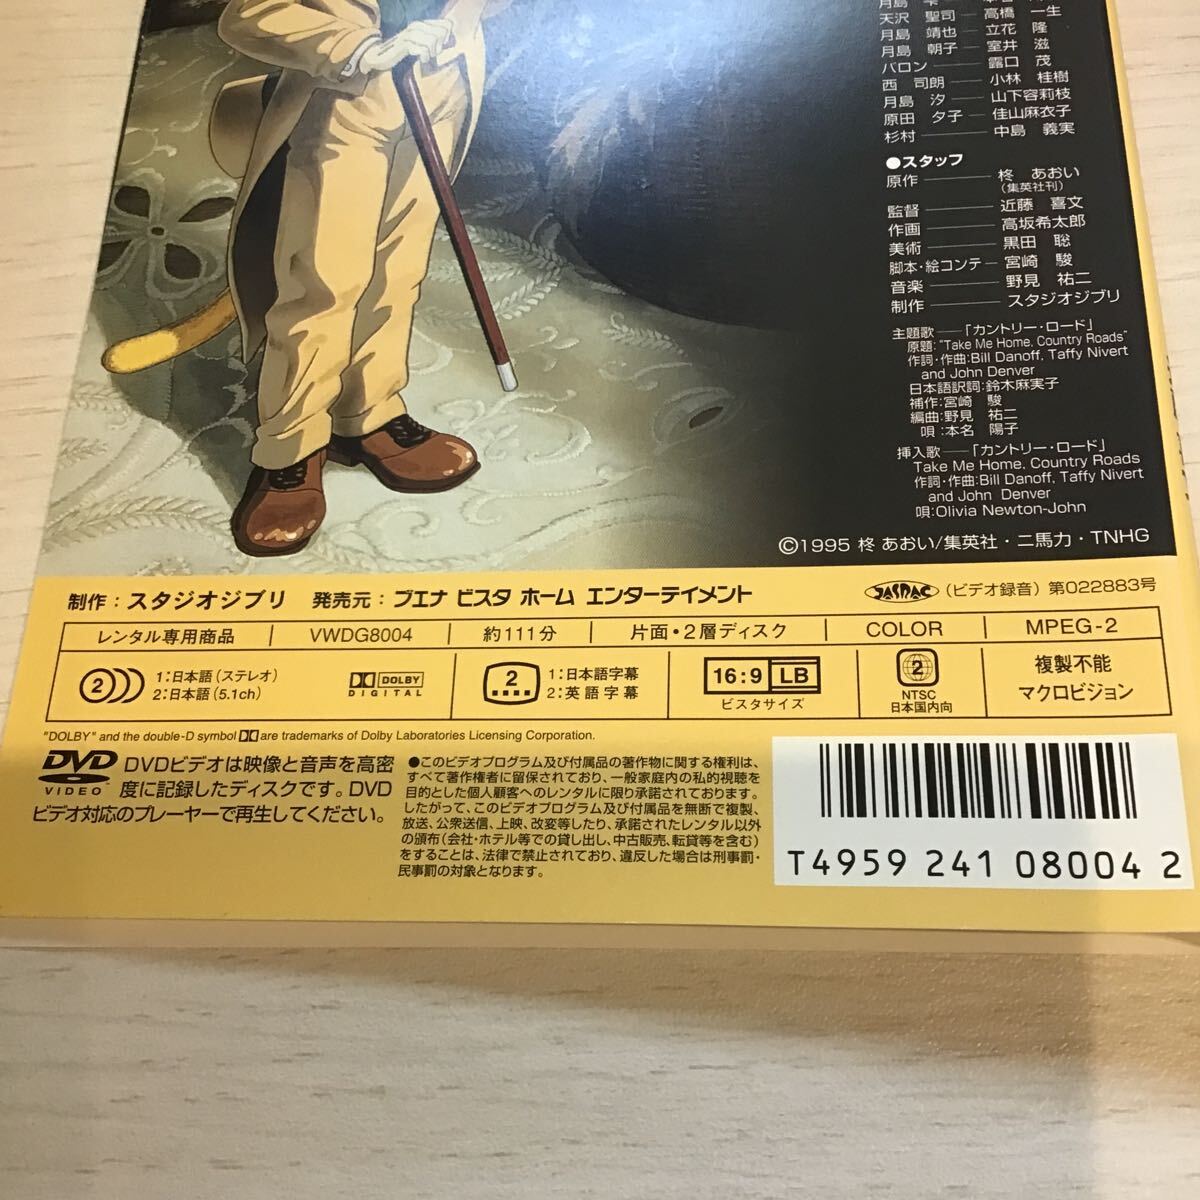 天沢 聖司 高橋 一生
月島 靖也 立花 隆
月島 朝子 室井 滋
バロン 露口 茂
西 司朗 小林 桂樹
月島 汐 山下容莉枝
原田 夕子 佳山麻衣子
杉村 中島 義実
●スタッフ
原作 柊 あおい
(集英社刊)
監督 近藤 喜文
作画 高坂希太郎
美術 黒田 聡
脚本・絵コンテ 宮崎 駿
音楽 野見 祐二
制作 スタジオジブリ
主題歌 「カントリー・ロード」
原題:"Take Me Home, Country Roads"
作詞・作曲:Bill Danoff, Taffy Nivert
and John Denver
日本語訳詞:鈴木麻実子
補作:宮崎 駿
編曲:野見 祐二
唄:本名 陽子
挿入歌 「カントリー・ロード」
Take Me Home, Country Roads
作詞・作曲:Bill Danoff, Taffy Nivert
and John Denver
唄:Olivia Newton-John
©1995 柊 あおい/集英社・二馬力・TNHG
制作:スタジオジブリ 発売元:ブエナ ビスタ ホーム エンターテイメント JASRAC (ビデオ録音) 第022883号
レンタル専用商品 VWDG8004 約111分 片面・2層ディスク COLOR MPEG-2
2 1:日本語(ステレオ)
2:日本語(5.1ch)
DOLBY
DIGITAL
2 1:日本語字幕
2:英語字幕
16:9 LB
ビスタサイズ
2
NTSC
日本国内向
複製不能
マクロビジョン
"DOLBY" and the double-D symbol are trademarks of Dolby Laboratories Licensing Corporation.
DVD
VIDEO
DVDビデオは映像と音声を高密
度に記録したディスクです。DVD
ビデオ対応のプレーヤーで再生してください。
●このビデオプログラム及び付属品の著作物に関する権利は、
すべて著作権者に留保されており、一般家庭内の私的視聴を
目的とした個人顧客へのレンタルに限り承諾されております。
したがって、このビデオプログラム及び付属品を無断で複製、
放送、公衆送信、上映、改変等したり、承諾されたレンタル以外
の頒布(会社・ホテル等での貸し出し、中古販売、転貸等を含む)
をすることは、法律で禁止されており、違反した場合は刑事罰・
民事罰の対象となります。
T4959 241 08004 2